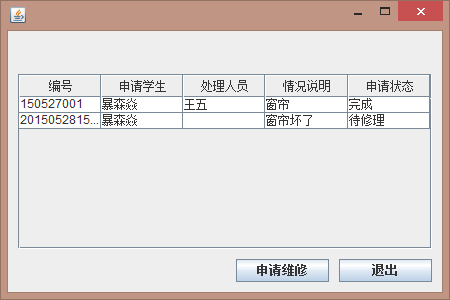 编号 申请学生 处理人员 情况说明 申请状态
150527001 暴森焱 王五 窗帘 完成
2015052815... 暴森焱 窗帘坏了 待修理
申请维修 退出